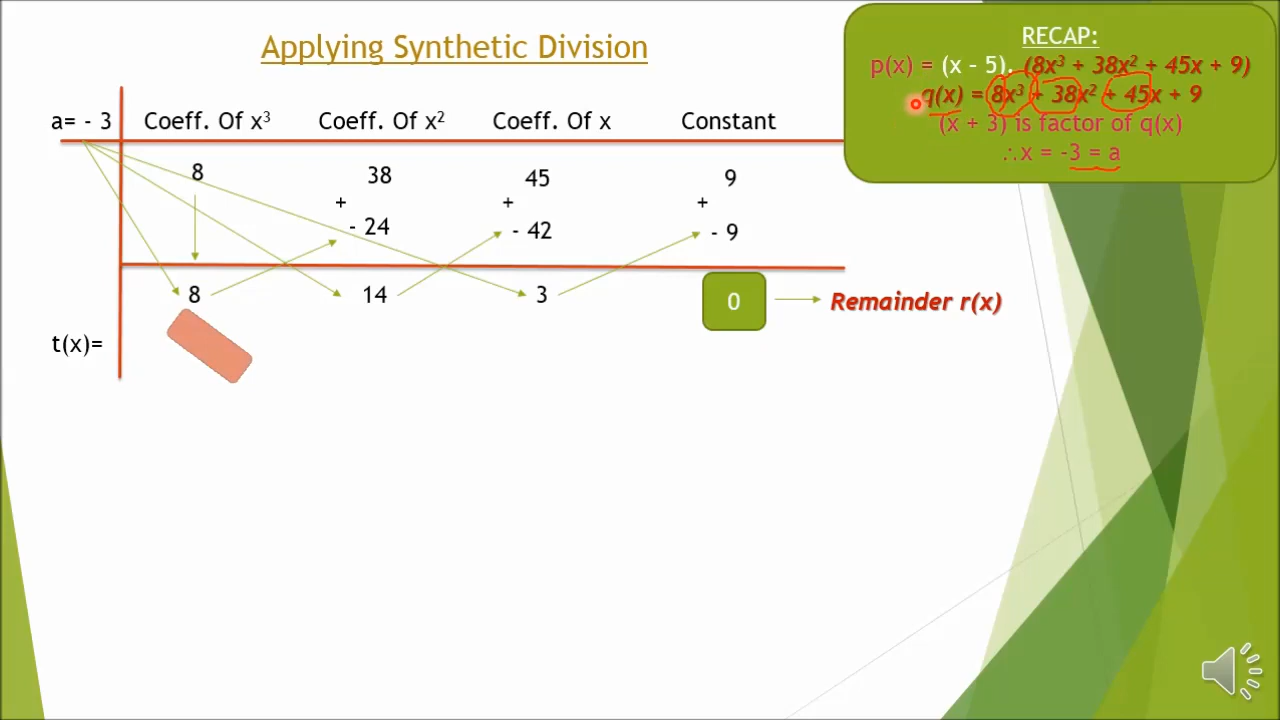 Applying Synthetic Division
RECAP:
p(x) = (x – 5). (8x³ + 38x² + 45x + 9)
q(x) = 8x³ + 38x² + 45x + 9
(x + 3) is factor of q(x)
∴x = -3 = a
a= - 3 Coeff. Of x³ Coeff. Of x² Coeff. Of x Constant
8 38 45 9
+ + +
- 24 - 42 - 9
8 14 3 0 Remainder r(x)
t(x)=